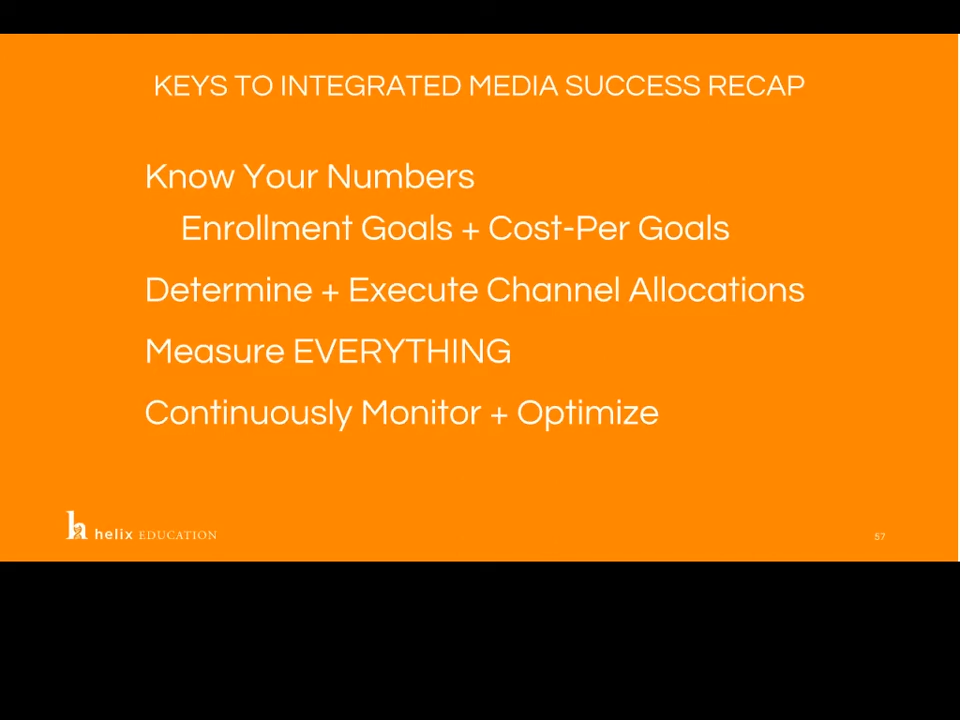 KEYS TO INTEGRATED MEDIA SUCCESS RECAP
Know Your Numbers
Enrollment Goals + Cost-Per Goals
Determine + Execute Channel Allocations
Measure EVERYTHING
Continuously Monitor + Optimize
h helix EDUCATION
57